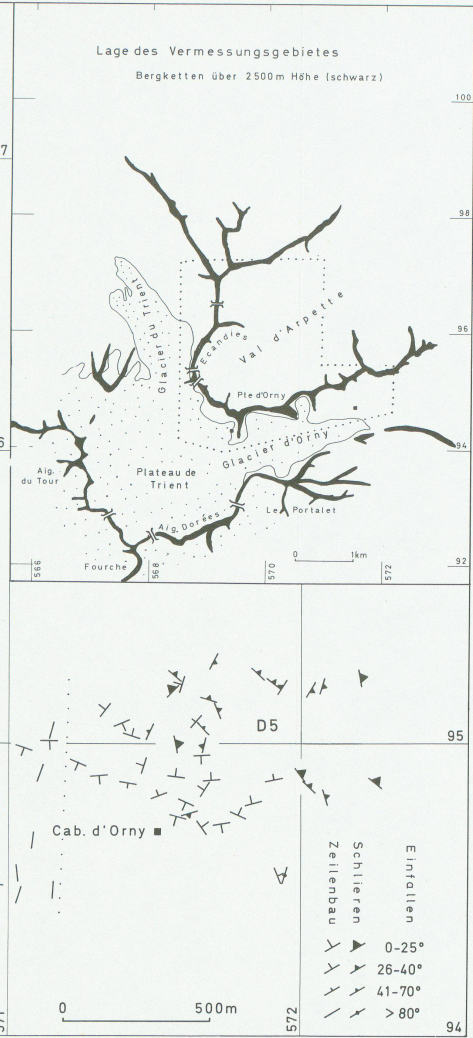 Lage des Vermessungsgebietes
Bergketten über 2500m Höhe (schwarz)
100
7
98
Glacier du Trient
Ecandies
Val d'Arpette
96
Pte d'Orny
Glacier d'Orny
6
94
Aig.
du Tour
Plateau de
Trient
Aig. Dorées
Le Portalet
Fourche
0 1km
566
568
570
572
92
D5
95
Cab. d'Orny
Zeilenbau
Schlieren
Einfallen
0-25°
26-40°
41-70°
> 80°
0 500m
572
94